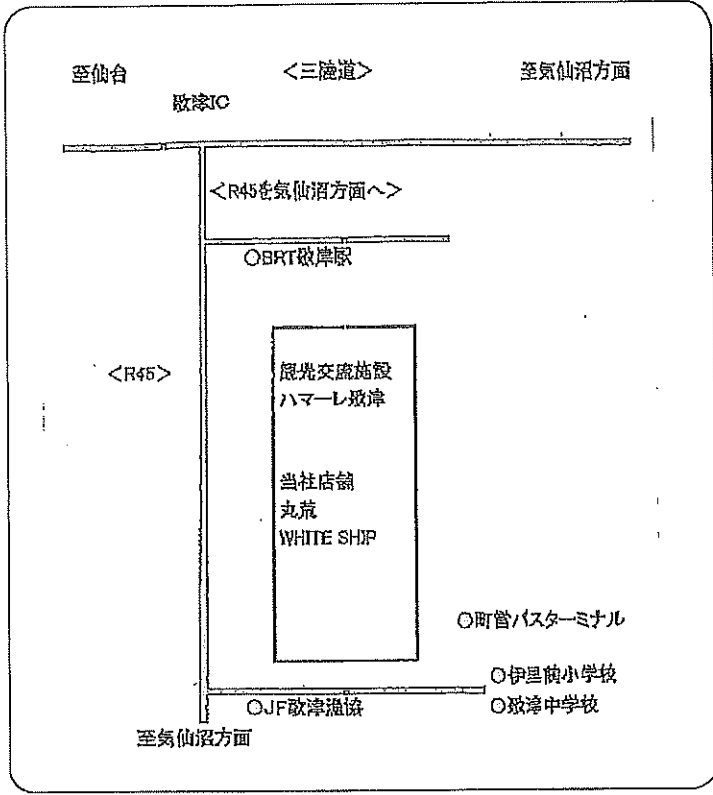 至仙台
<三陸道>
至気仙沼方面
歌津IC
<R45を気仙沼方面へ>
○BRT歌津駅
<R45>
観光交流施設
ハマーレ歌津
当社店舗
丸荒
WHITE SHIP
○町営バスターミナル
○伊里前小学校
○JF歌津漁協
○歌津中学校
至気仙沼方面